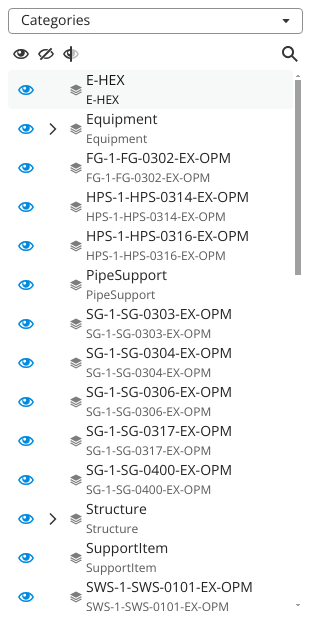 Categories
E-HEX
E-HEX
Equipment
Equipment
FG-1-FG-0302-EX-OPM
FG-1-FG-0302-EX-OPM
HPS-1-HPS-0314-EX-OPM
HPS-1-HPS-0314-EX-OPM
HPS-1-HPS-0316-EX-OPM
HPS-1-HPS-0316-EX-OPM
PipeSupport
PipeSupport
SG-1-SG-0303-EX-OPM
SG-1-SG-0303-EX-OPM
SG-1-SG-0304-EX-OPM
SG-1-SG-0304-EX-OPM
SG-1-SG-0306-EX-OPM
SG-1-SG-0306-EX-OPM
SG-1-SG-0317-EX-OPM
SG-1-SG-0317-EX-OPM
SG-1-SG-0400-EX-OPM
SG-1-SG-0400-EX-OPM
Structure
Structure
SupportItem
SupportItem
SWS-1-SWS-0101-EX-OPM
SWS-1-SWS-0101-EX-OPM